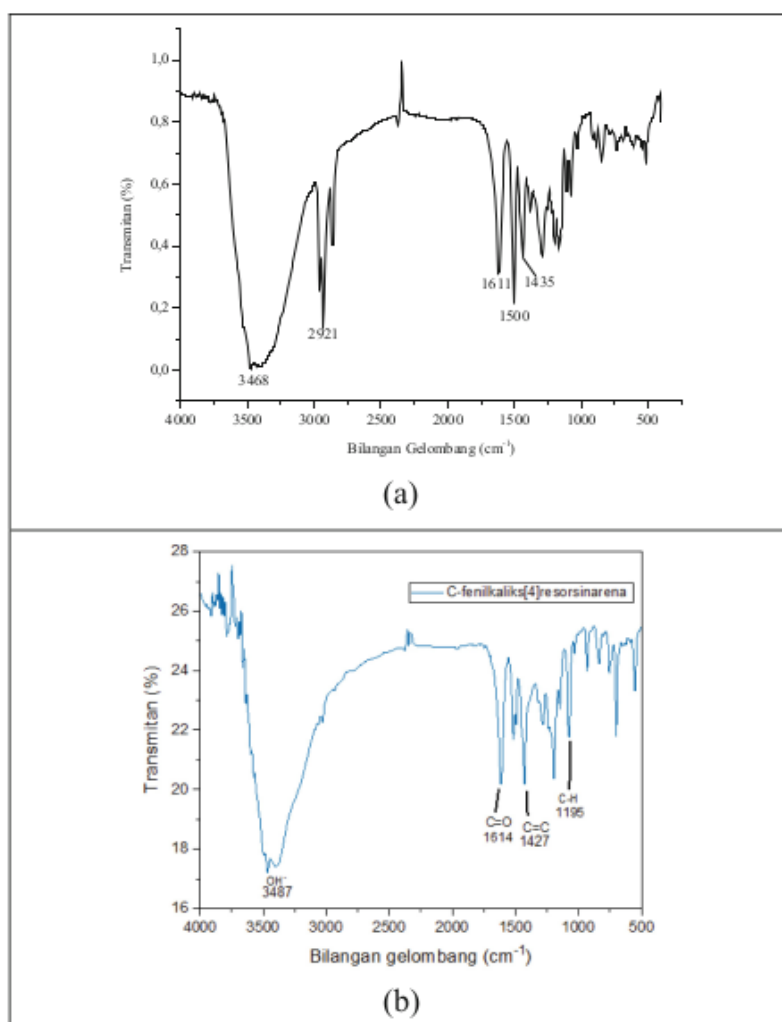 1,0
0,8
0,6
0,4
0,2
0,0
Transmitan (%)
3468
2921
1611
1500
1435
4000 3500 3000 2500 2000 1500 1000 500
Bilangan Gelombang (cm⁻¹)
(a)
28
26
24
22
20
18
16
Transmitan (%)
C-fenilkaliks[4]resorsinarena
OH⁻
3487
C=O
1614
C=C
1427
C-H
1195
4000 3500 3000 2500 2000 1500 1000 500
Bilangan gelombang (cm⁻¹)
(b)